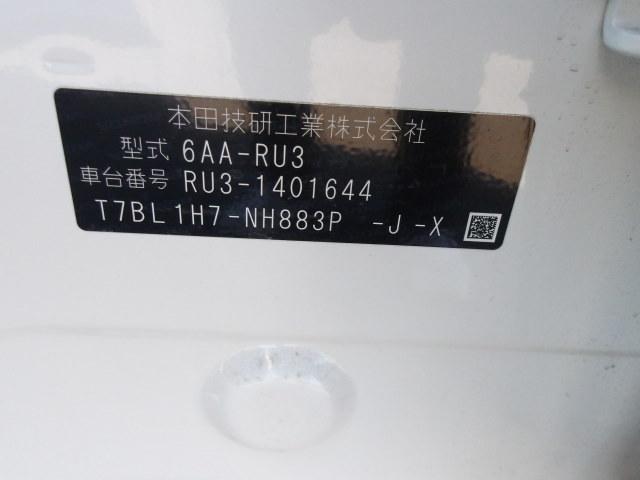 本田技研工業株式会社
型式 6AA-RU3
車台番号 RU3-1401644
T7BL1H7-NH883P -J -X